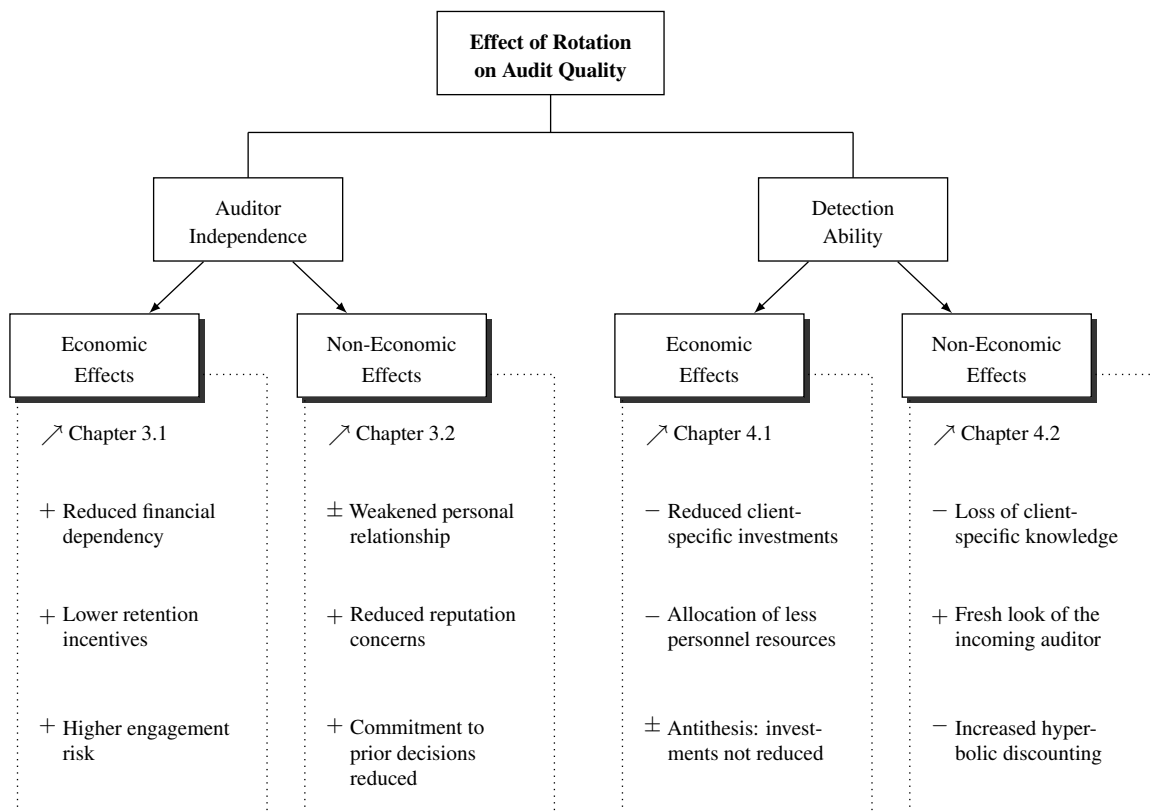 Effect of Rotation
on Audit Quality
Auditor
Independence
Detection
Ability
Economic
Effects
Non-Economic
Effects
Economic
Effects
Non-Economic
Effects
↗ Chapter 3.1
↗ Chapter 3.2
↗ Chapter 4.1
↗ Chapter 4.2
+ Reduced financial
dependency
± Weakened personal
relationship
− Reduced client-
specific investments
− Loss of client-
specific knowledge
+ Lower retention
incentives
+ Reduced reputation
concerns
− Allocation of less
personnel resources
+ Fresh look of the
incoming auditor
+ Higher engagement
risk
+ Commitment to
prior decisions
reduced
± Antithesis: invest-
ments not reduced
− Increased hyper-
bolic discounting